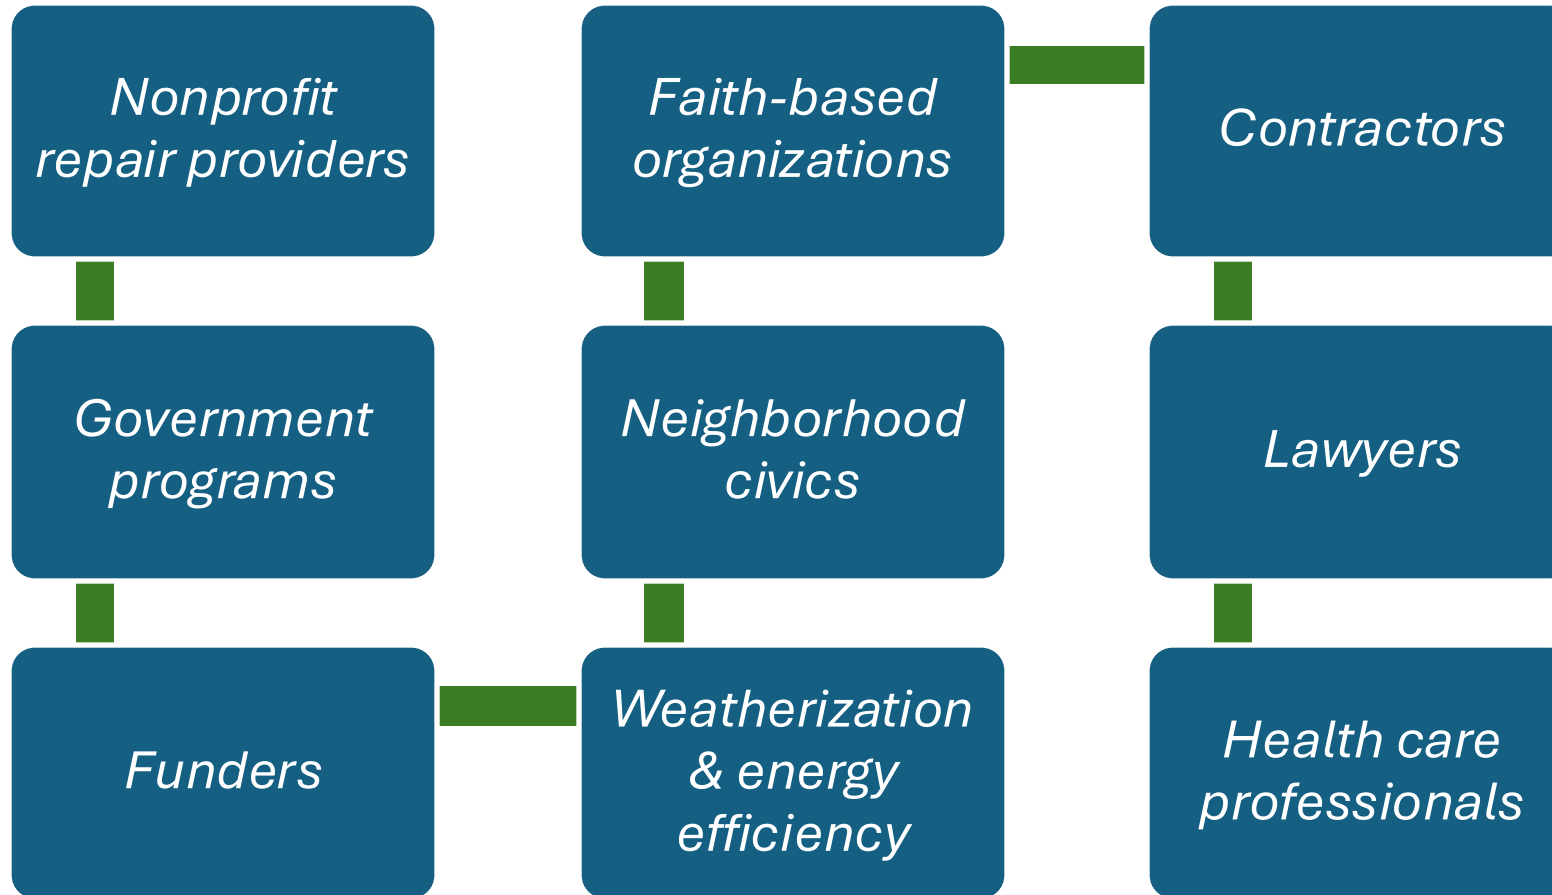 Nonprofit
repair providers
Government
programs
Funders
Weatherization
& energy
efficiency
Neighborhood
civics
Faith-based
organizations
Contractors
Lawyers
Health care
professionals